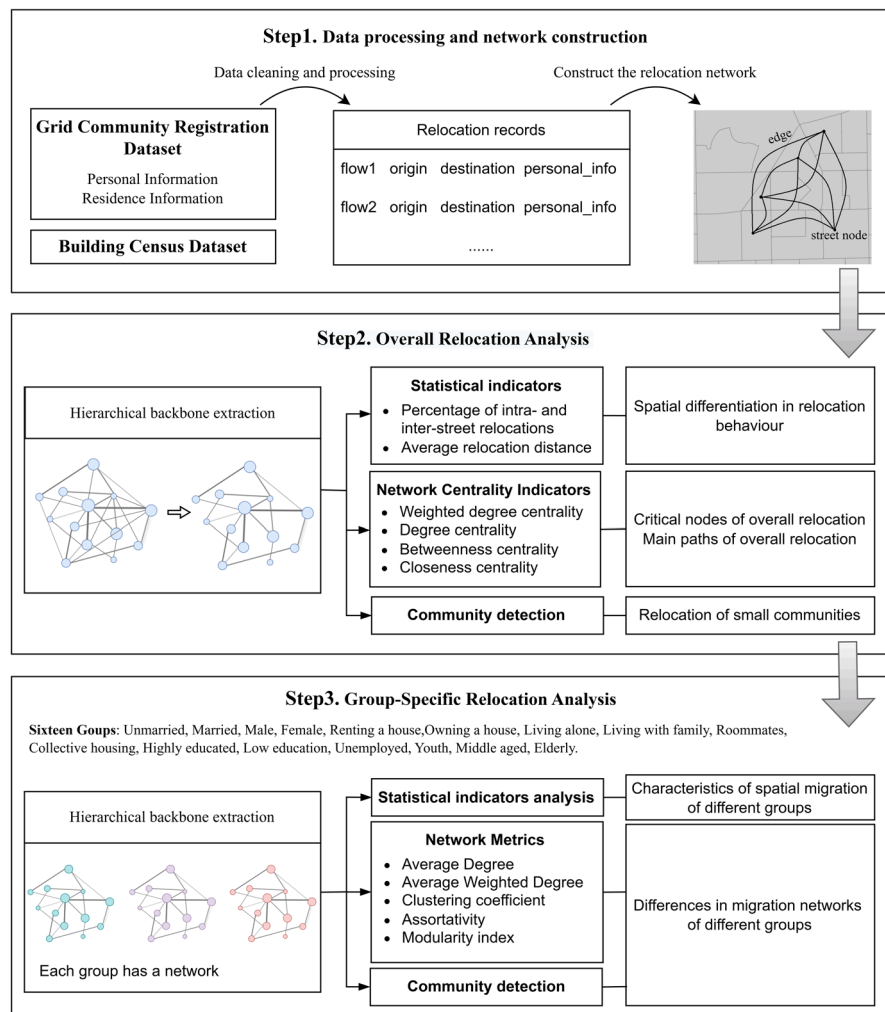 Step1. Data processing and network construction
Data cleaning and processing
Construct the relocation network
Grid Community Registration
Dataset
Personal Information
Residence Information
Building Census Dataset
Relocation records
flow1 origin destination personal_info
flow2 origin destination personal_info
......
edge
street node
Step2. Overall Relocation Analysis
Hierarchical backbone extraction
Statistical indicators
• Percentage of intra- and
inter-street relocations
• Average relocation distance
Spatial differentiation in relocation
behaviour
Network Centrality Indicators
• Weighted degree centrality
• Degree centrality
• Betweenness centrality
• Closeness centrality
Critical nodes of overall relocation
Main paths of overall relocation
Community detection
Relocation of small communities
Step3. Group-Specific Relocation Analysis
Sixteen Goups: Unmarried, Married, Male, Female, Renting a house,Owning a house, Living alone, Living with family, Roommates,
Collective housing, Highly educated, Low education, Unemployed, Youth, Middle aged, Elderly.
Hierarchical backbone extraction
Each group has a network
Statistical indicators analysis
Characteristics of spatial migration
of different groups
Network Metrics
• Average Degree
• Average Weighted Degree
• Clustering coefficient
• Assortativity
• Modularity index
Differences in migration networks
of different groups
Community detection